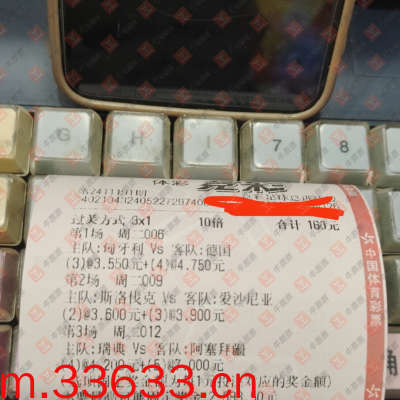 G H I 7 8
体彩
过关方式 3x1 10倍 合计 160元
第1场 周二006
主队:匈牙利 Vs 客队:德国
(3)@3.550元+(4)@4.750元
第2场 周二009
主队:斯洛伐克 Vs 客队:爱沙尼亚
(2)@3.600元+(3)@3.900元
第3场 周二012
主队:瑞典 Vs 客队:阿塞拜疆
中国体育彩票
m.33633.cn